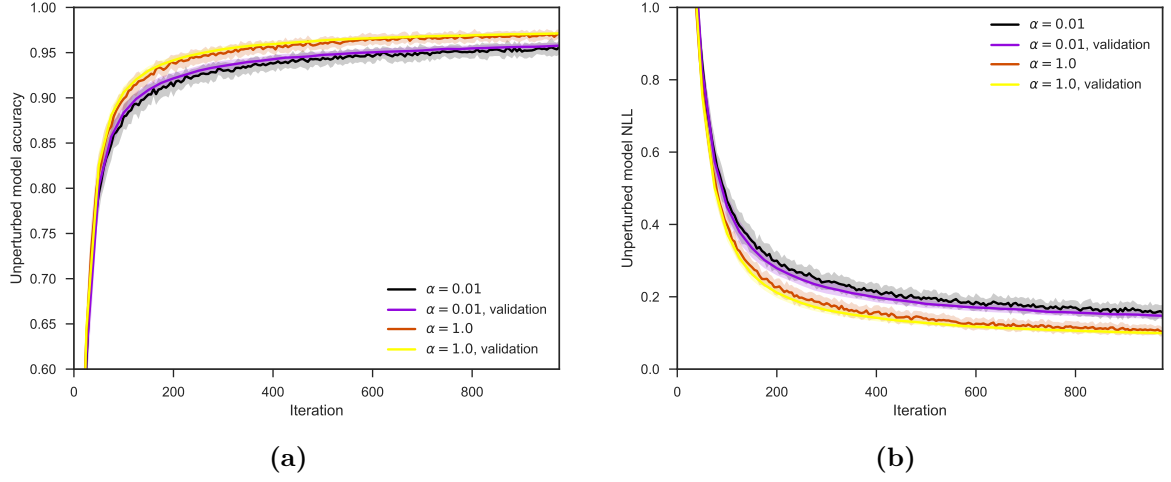 Unperturbed model accuracy
1.00
0.95
0.90
0.85
0.80
0.75
0.70
0.65
0.60
α = 0.01
α = 0.01, validation
α = 1.0
α = 1.0, validation
0
200
400
600
800
Iteration
(a)
Unperturbed model NLL
1.0
0.8
0.6
0.4
0.2
0.0
α = 0.01
α = 0.01, validation
α = 1.0
α = 1.0, validation
0
200
400
600
800
Iteration
(b)